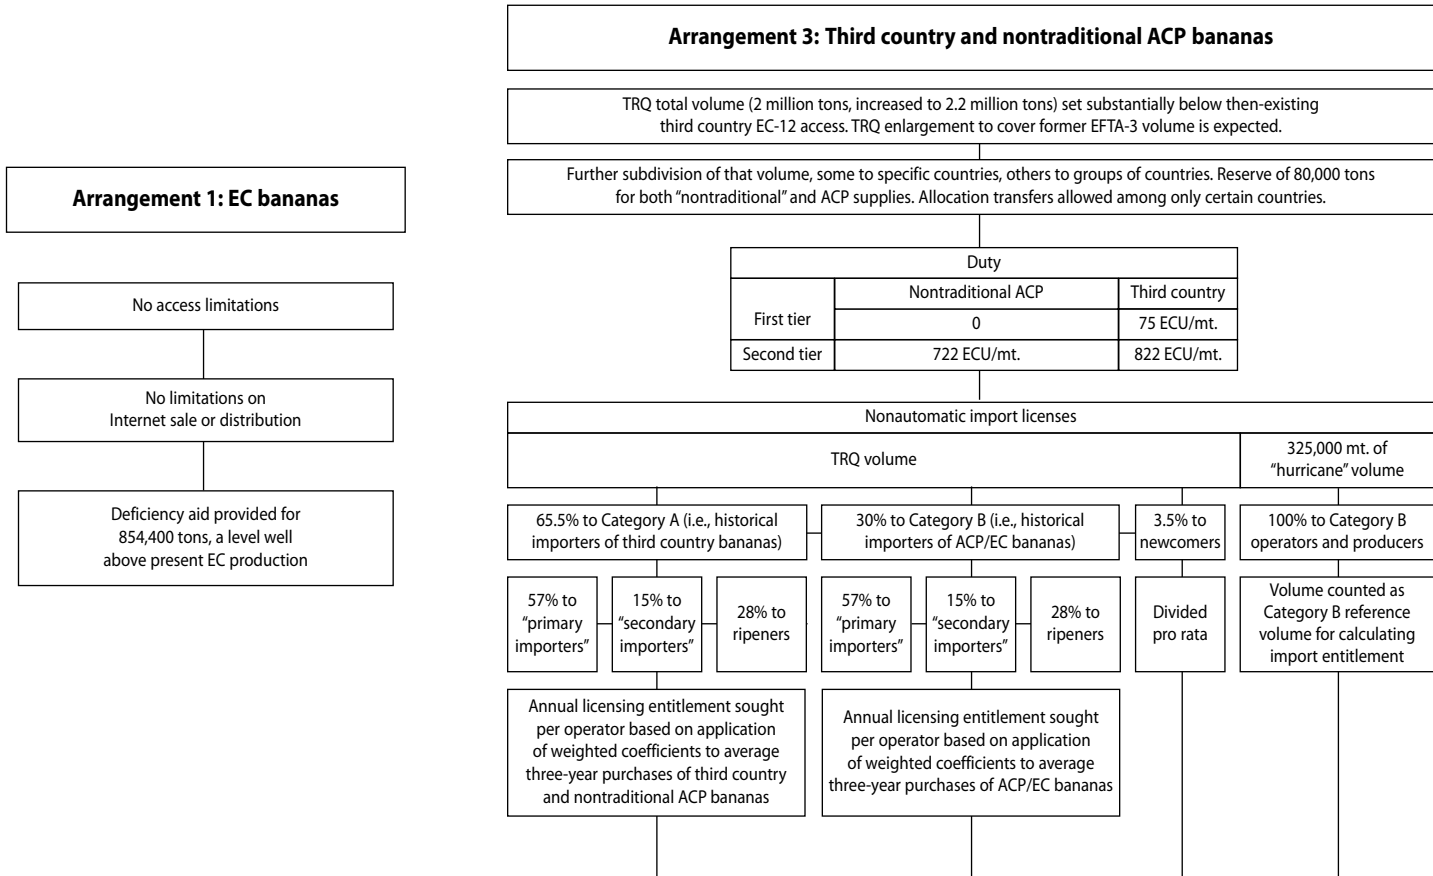 Arrangement 1: EC bananas
No access limitations
No limitations on
Internet sale or distribution
Deficiency aid provided for
854,400 tons, a level well
above present EC production
Arrangement 3: Third country and nontraditional ACP bananas
TRQ total volume (2 million tons, increased to 2.2 million tons) set substantially below then-existing
third country EC-12 access. TRQ enlargement to cover former EFTA-3 volume is expected.
Further subdivision of that volume, some to specific countries, others to groups of countries. Reserve of 80,000 tons
for both “nontraditional” and ACP supplies. Allocation transfers allowed among only certain countries.
Duty
Nontraditional ACP
Third country
First tier
0
75 ECU/mt.
Second tier
722 ECU/mt.
822 ECU/mt.
Nonautomatic import licenses
TRQ volume
325,000 mt. of
“hurricane” volume
65.5% to Category A (i.e., historical
importers of third country bananas)
30% to Category B (i.e., historical
importers of ACP/EC bananas)
3.5% to
newcomers
100% to Category B
operators and producers
57% to
“primary
importers”
15% to
“secondary
importers”
28% to
ripeners
57% to
“primary
importers”
15% to
“secondary
importers”
28% to
ripeners
Divided
pro rata
Volume counted as
Category B reference
volume for calculating
import entitlement
Annual licensing entitlement sought
per operator based on application
of weighted coefficients to average
three-year purchases of third country
and nontraditional ACP bananas
Annual licensing entitlement sought
per operator based on application
of weighted coefficients to average
three-year purchases of ACP/EC bananas